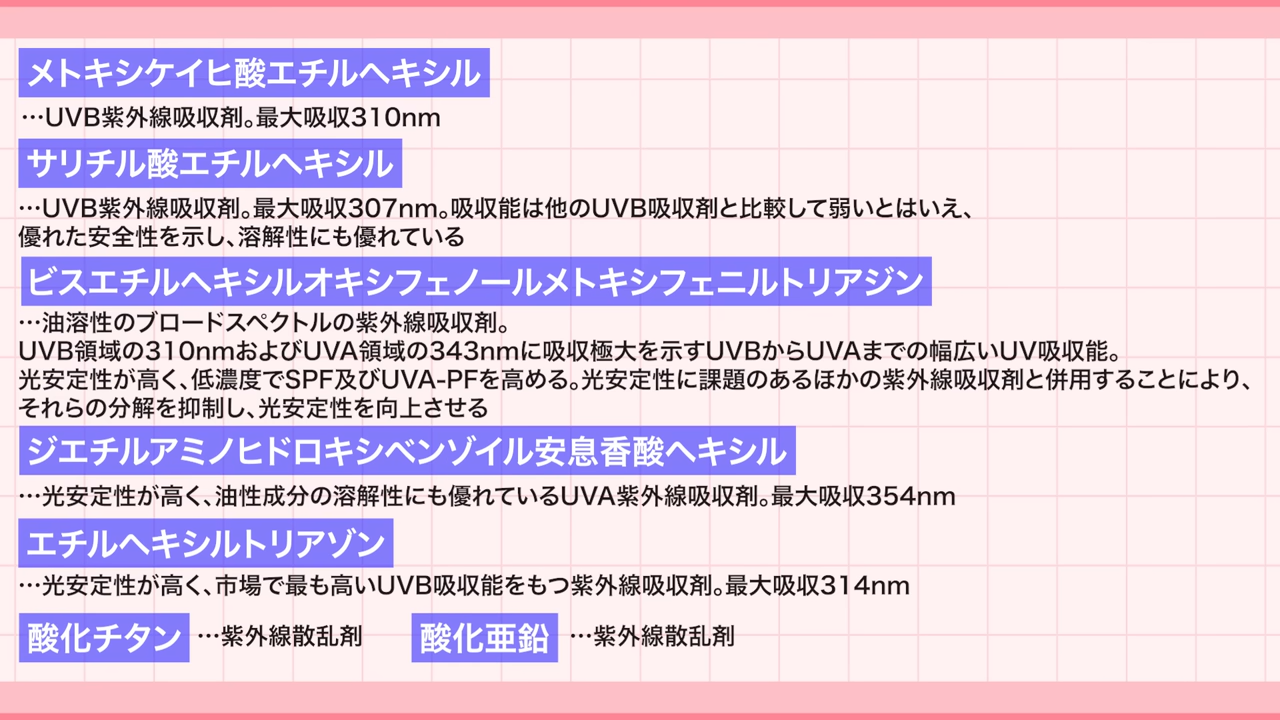 メトキシケイヒ酸エチルヘキシル
…UVB紫外線吸収剤。最大吸収310nm
サリチル酸エチルヘキシル
…UVB紫外線吸収剤。最大吸収307nm。吸収能は他のUVB吸収剤と比較して弱いとはいえ、
優れた安全性を示し、溶解性にも優れている
ビスエチルヘキシルオキシフェノールメトキシフェニルトリアジン
…油溶性のブロードスペクトルの紫外線吸収剤。
UVB領域の310nmおよびUVA領域の343nmに吸収極大を示すUVBからUVAまでの幅広いUV吸収能。
光安定性が高く、低濃度でSPF及びUVA-PFを高める。光安定性に課題のあるほかの紫外線吸収剤と併用することにより、
それらの分解を抑制し、光安定性を向上させる
ジエチルアミノヒドロキシベンゾイル安息香酸ヘキシル
…光安定性が高く、油性成分の溶解性にも優れているUVA紫外線吸収剤。最大吸収354nm
エチルヘキシルトリアゾン
…光安定性が高く、市場で最も高いUVB吸収能をもつ紫外線吸収剤。最大吸収314nm
酸化チタン …紫外線散乱剤 酸化亜鉛 …紫外線散乱剤